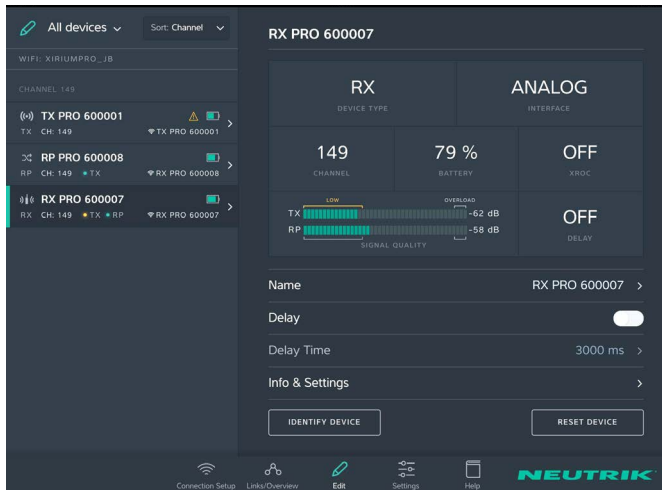 All devices
Sort: Channel
WIFI: XIRIUMPRO_JB
CHANNEL 149
TX PRO 600001
TX CH: 149 TX PRO 600001
RP PRO 600008
RP CH: 149 TX RX PRO 600008
RX PRO 600007
RX CH: 149 TX RP RX PRO 600007
RX PRO 600007
RX
DEVICE TYPE
ANALOG
INTERFACE
149
CHANNEL
79 %
BATTERY
OFF
XROC
LOW OVERLOAD
TX -62 dB
RP -58 dB
SIGNAL QUALITY
OFF
DELAY
Name RX PRO 600007
Delay
Delay Time 3000 ms
Info & Settings
IDENTIFY DEVICE
RESET DEVICE
Connection Setup
Links/Overview
Edit
Settings
Help
NEUTRIK